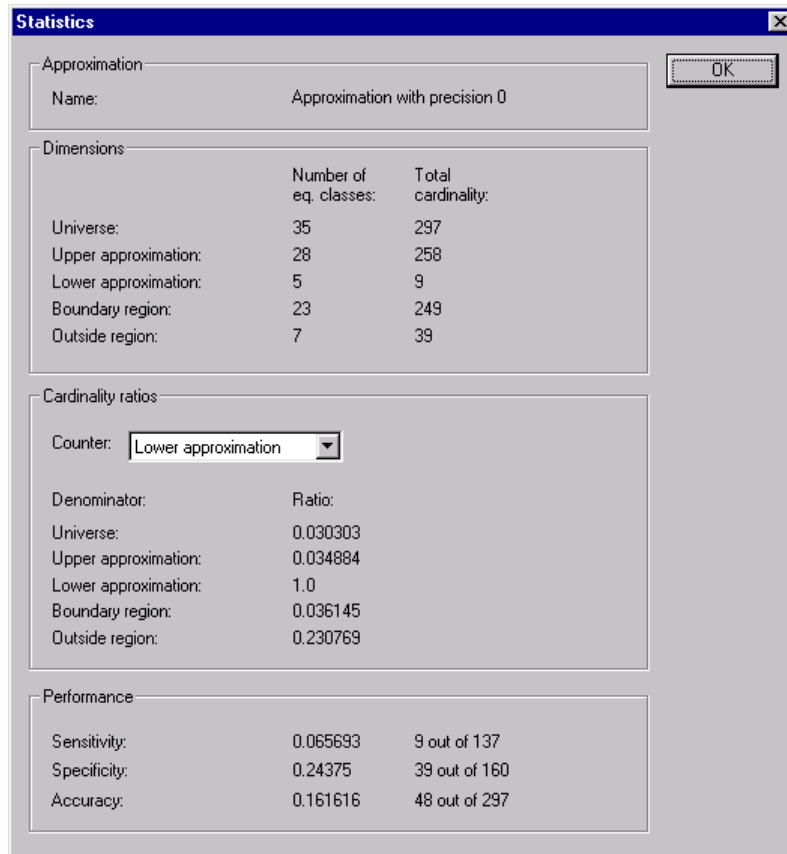 Statistics
OK
Approximation
Name: Approximation with precision 0
Dimensions
Number of eq. classes: Total cardinality:
Universe: 35 297
Upper approximation: 28 258
Lower approximation: 5 9
Boundary region: 23 249
Outside region: 7 39
Cardinality ratios
Counter: Lower approximation
Denominator: Ratio:
Universe: 0.030303
Upper approximation: 0.034884
Lower approximation: 1.0
Boundary region: 0.036145
Outside region: 0.230769
Performance
Sensitivity: 0.065693 9 out of 137
Specificity: 0.24375 39 out of 160
Accuracy: 0.161616 48 out of 297